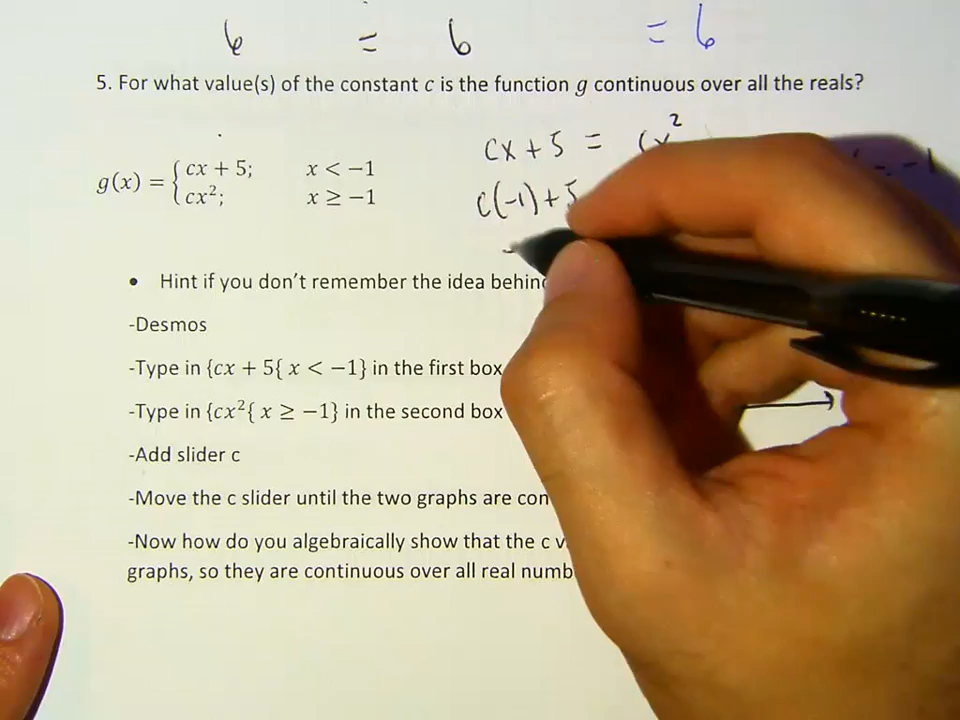 6 = 6 = 6
5. For what value(s) of the constant c is the function g continuous over all the reals?
cx + 5 = cx²
g(x) = { cx + 5; x < −1
cx²; x ≥ −1
c(-1) + 5
• Hint if you don't remember the idea behind
-Desmos
-Type in {cx + 5{ x < −1} in the first box
-Type in {cx²{ x ≥ −1} in the second box
-Add slider c
-Move the c slider until the two graphs are con
-Now how do you algebraically show that the c v
graphs, so they are continuous over all real numb